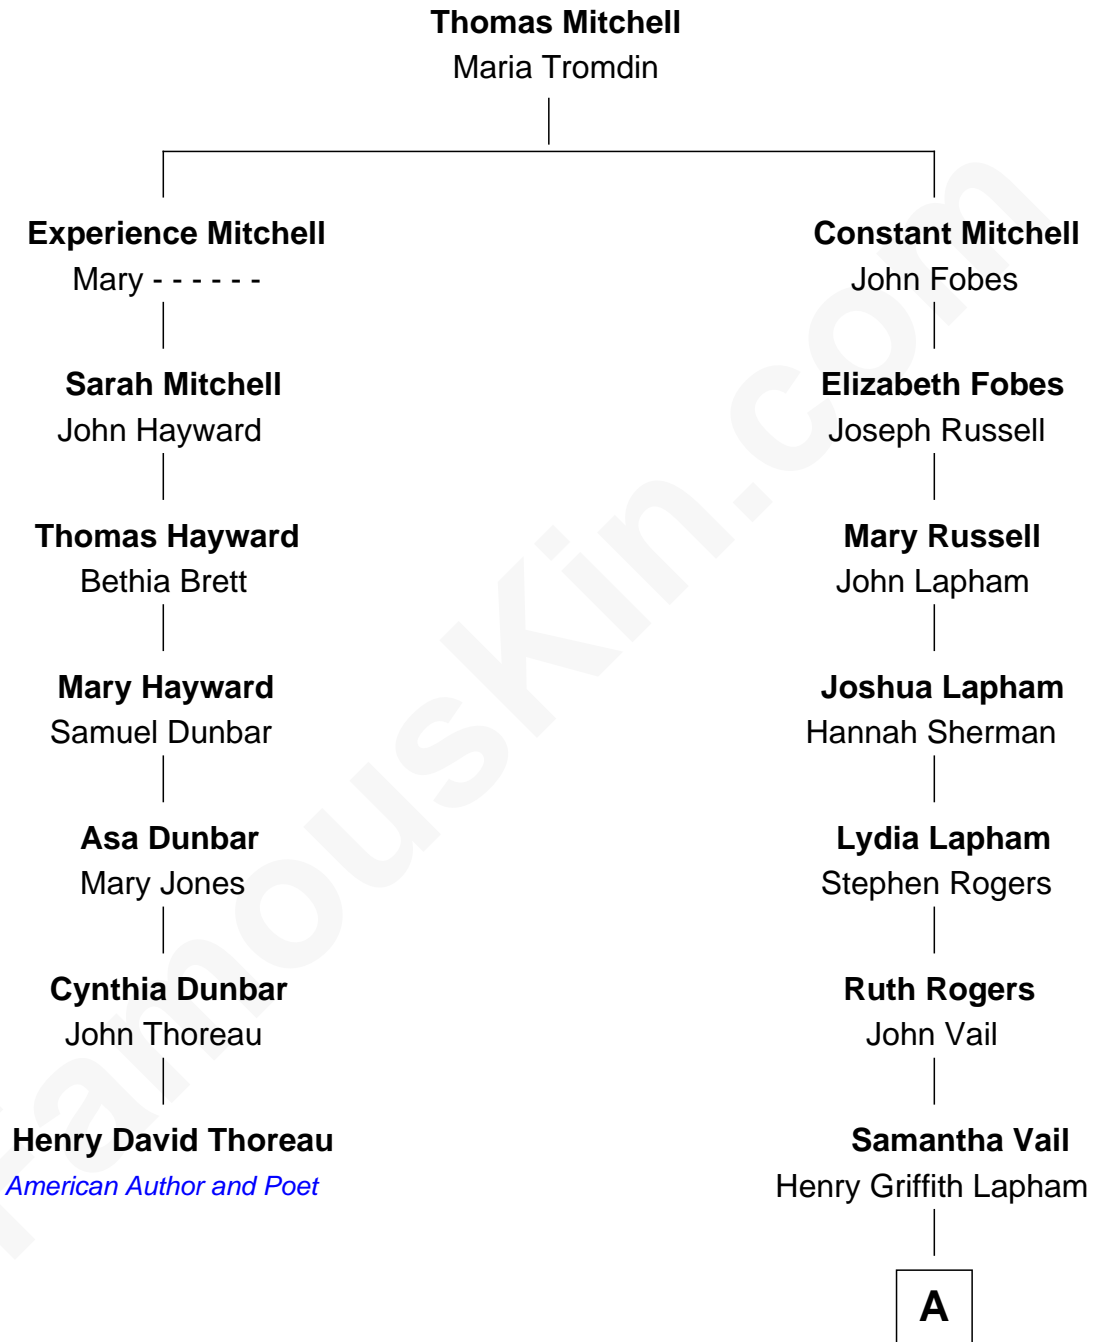 Thomas Mitchell
Maria Tromdin
Experience Mitchell
Mary - - - - - -
Sarah Mitchell
John Hayward
Thomas Hayward
Bethia Brett
Mary Hayward
Samuel Dunbar
Asa Dunbar
Mary Jones
Cynthia Dunbar
John Thoreau
Henry David Thoreau
American Author and Poet
Constant Mitchell
John Fobes
Elizabeth Fobes
Joseph Russell
Mary Russell
John Lapham
Joshua Lapham
Hannah Sherman
Lydia Lapham
Stephen Rogers
Ruth Rogers
John Vail
Samantha Vail
Henry Griffith Lapham
A
FamousKin.com